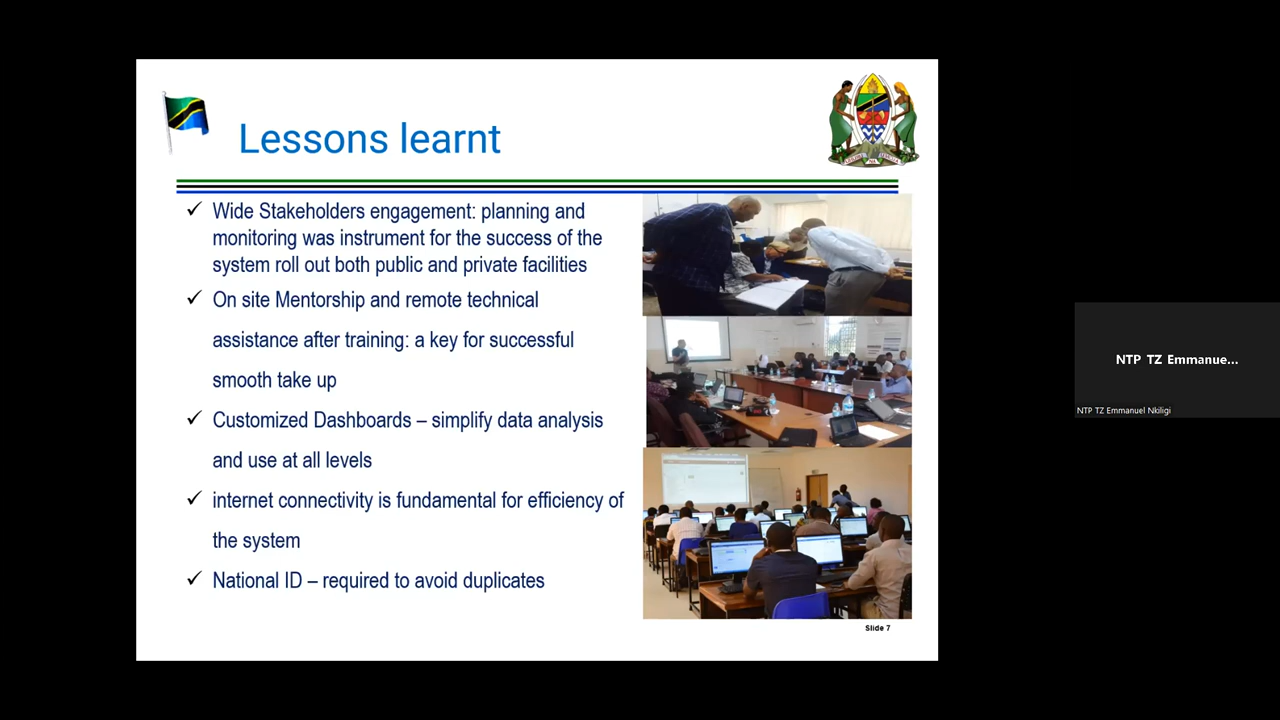 Lessons learnt
✓ Wide Stakeholders engagement: planning and
monitoring was instrument for the success of the
system roll out both public and private facilities
✓ On site Mentorship and remote technical
assistance after training: a key for successful
smooth take up
✓ Customized Dashboards – simplify data analysis
and use at all levels
✓ internet connectivity is fundamental for efficiency of
the system
✓ National ID – required to avoid duplicates
Slide 7
NTP TZ Emmanue...
NTP TZ Emmanuel Nkiligi